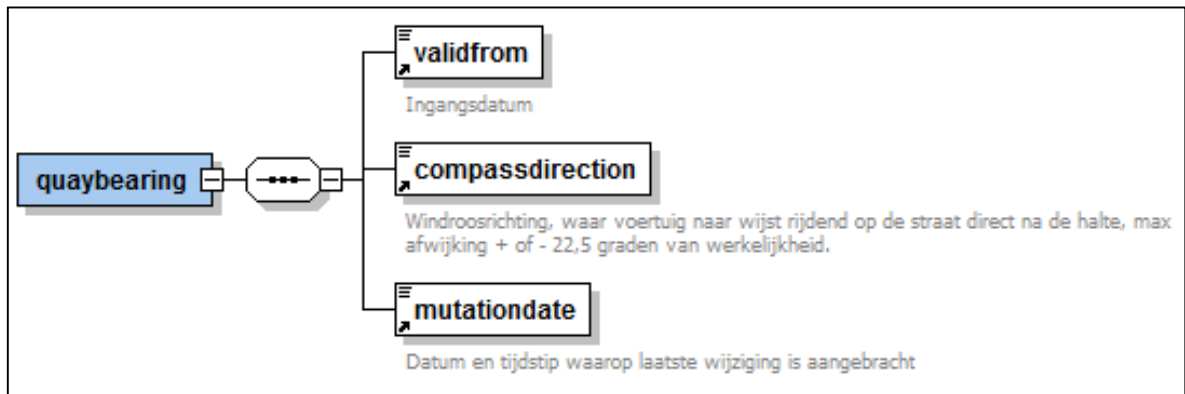 validfrom
Ingangsdatum
quaybearing
compassdirection
Windroosrichting, waar voertuig naar wijst rijdend op de straat direct na de halte, max
afwijking + of - 22,5 graden van werkelijkheid.
mutationdate
Datum en tijdstip waarop laatste wijziging is aangebracht